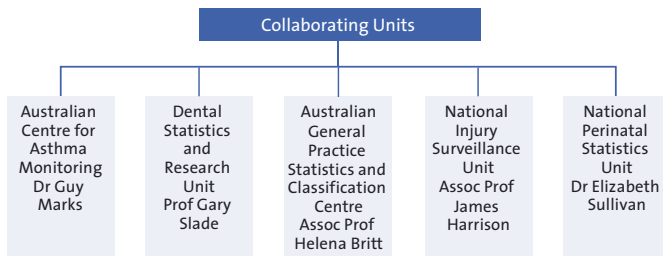 Collaborating Units
Australian
Centre for
Asthma
Monitoring
Dr Guy
Marks
Dental
Statistics
and
Research
Unit
Prof Gary
Slade
Australian
General
Practice
Statistics and
Classification
Centre
Assoc Prof
Helena Britt
National
Injury
Surveillance
Unit
Assoc Prof
James
Harrison
National
Perinatal
Statistics
Unit
Dr Elizabeth
Sullivan